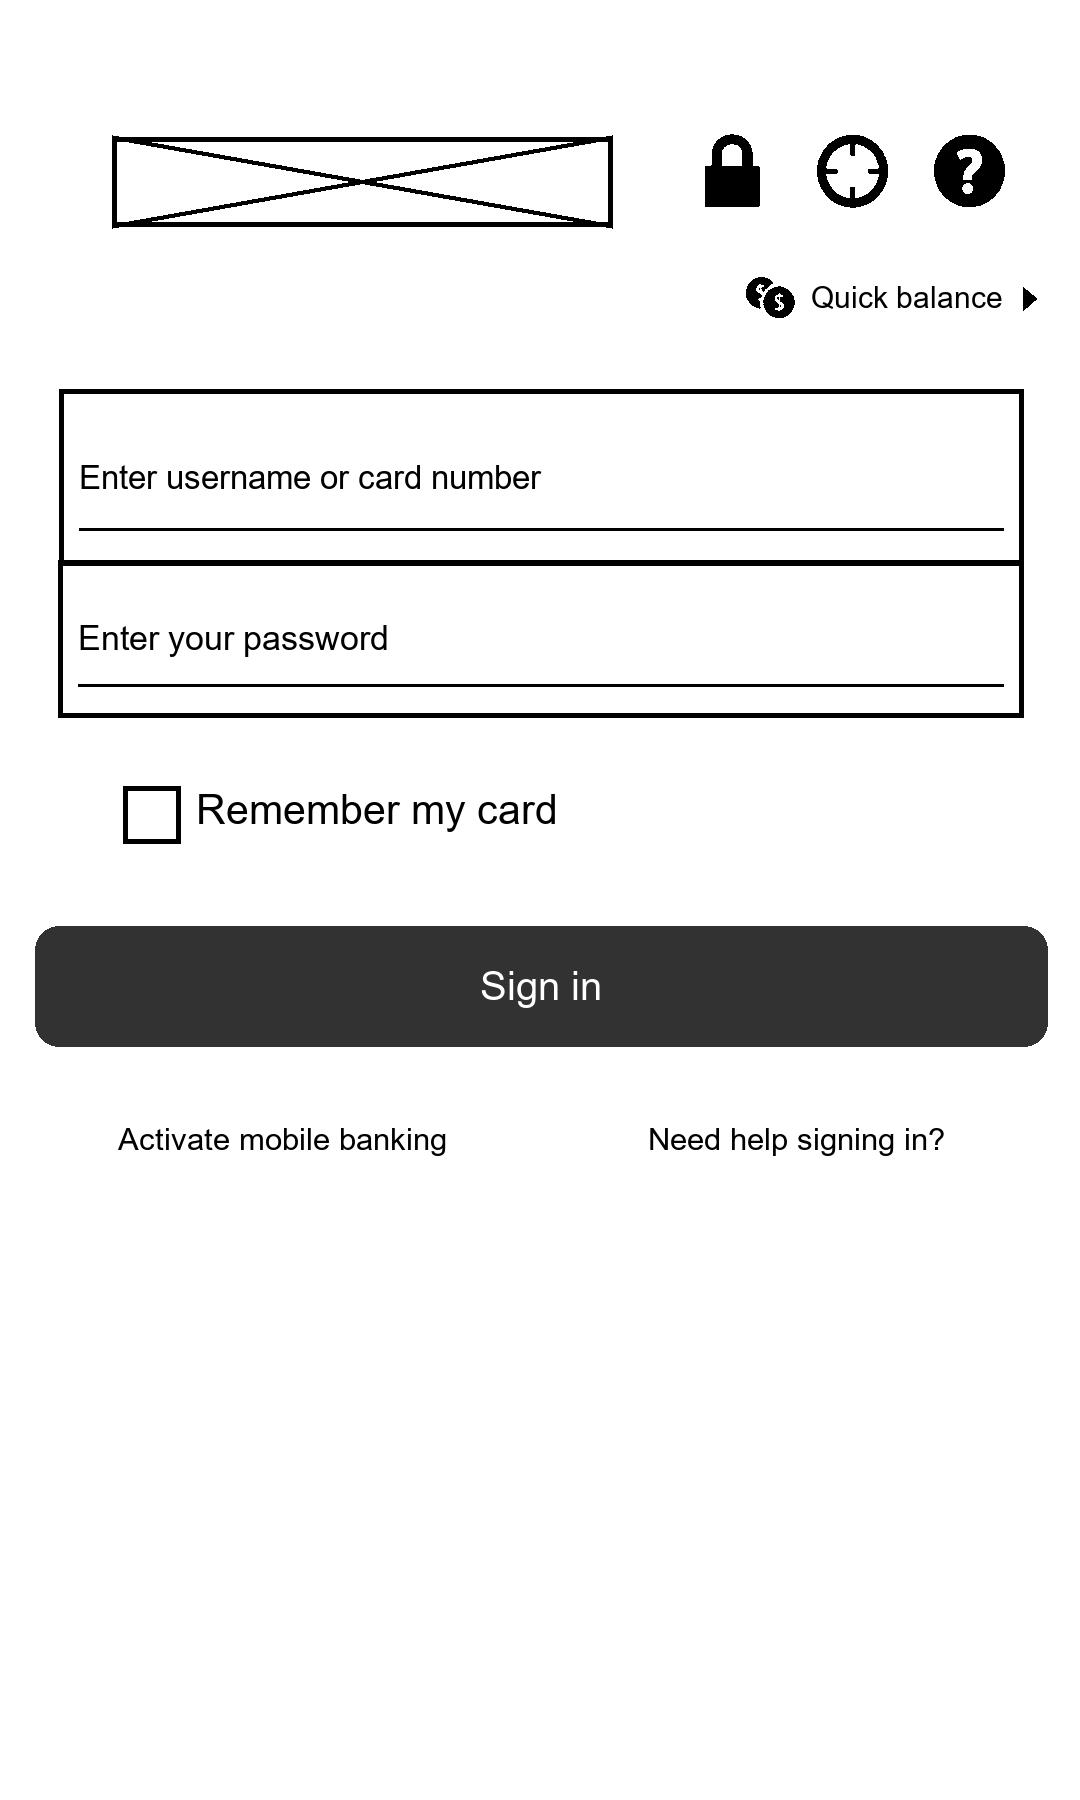 Quick balance
Enter username or card number
Enter your password
Remember my card
Sign in
Activate mobile banking
Need help signing in?